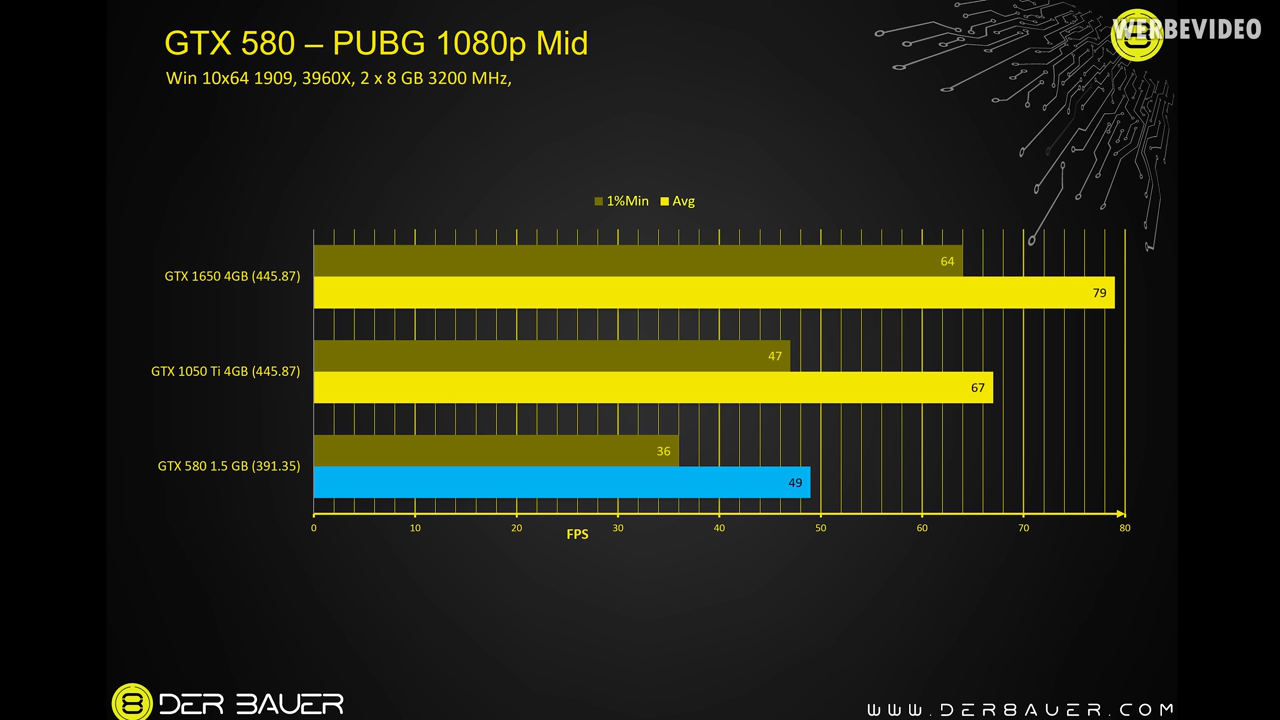 WERBEVIDEO
GTX 580 – PUBG 1080p Mid
Win 10x64 1909, 3960X, 2 x 8 GB 3200 MHz,
1%Min Avg
GTX 1650 4GB (445.87)
64
79
GTX 1050 Ti 4GB (445.87)
47
67
GTX 580 1.5 GB (391.35)
36
49
0 10 20 30 40 50 60 70 80
FPS
8 DER 8AUER
WWW.DER8AUER.COM